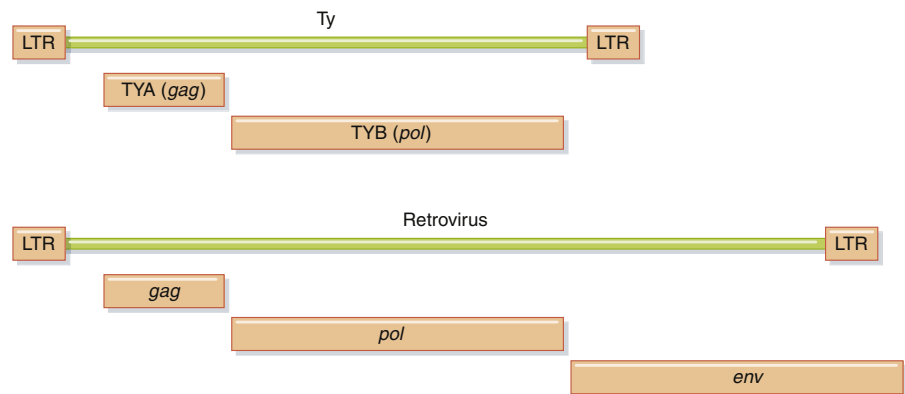 Ty
LTR LTR
TYA (gag)
TYB (pol)
Retrovirus
LTR LTR
gag
pol
env